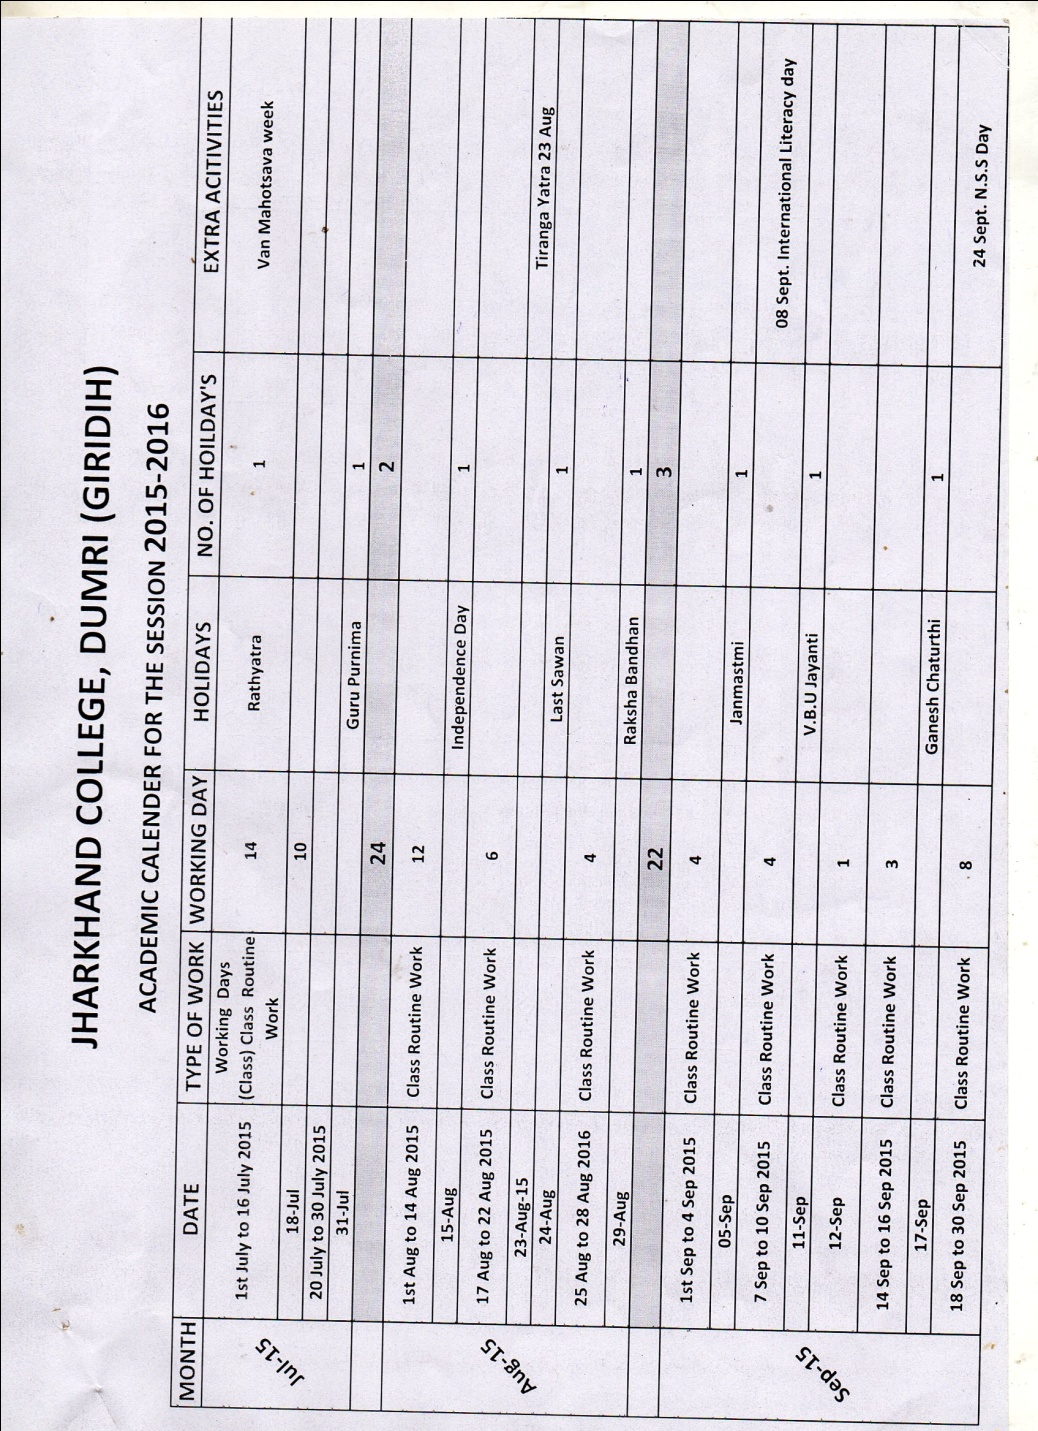 JHARKHAND COLLEGE, DUMRI (GIRIDIH)
ACADEMIC CALENDER FOR THE SESSION 2015-2016
MONTH DATE TYPE OF WORK WORKING DAY HOLIDAYS NO. OF HOILDAY'S EXTRA ACITIVITIES
Jul-15
1st July to 16 July 2015 Working Days Working Days (Class) Class Routine Work 14 Rathyatra 1 Van Mahotsava week
18-Jul 10
20 July to 30 July 2015
31-Jul Guru Purnima 1
24 2
Aug-15
1st Aug to 14 Aug 2015 Class Routine Work 12
15-Aug Independence Day 1
17 Aug to 22 Aug 2015 Class Routine Work 6
23-Aug-15
24-Aug Last Sawan 1 Tiranga Yatra 23 Aug
25 Aug to 28 Aug 2016 Class Routine Work 4
29-Aug Raksha Bandhan 1
22 3
Sep-15
1st Sep to 4 Sep 2015 Class Routine Work 4
05-Sep Janmastmi 1
7 Sep to 10 Sep 2015 Class Routine Work 4 08 Sept. International Literacy day
11-Sep V.B.U Jayanti 1
12-Sep Class Routine Work 1
14 Sep to 16 Sep 2015 Class Routine Work 3
17-Sep Ganesh Chaturthi 1
18 Sep to 30 Sep 2015 Class Routine Work 8 24 Sept. N.S.S Day